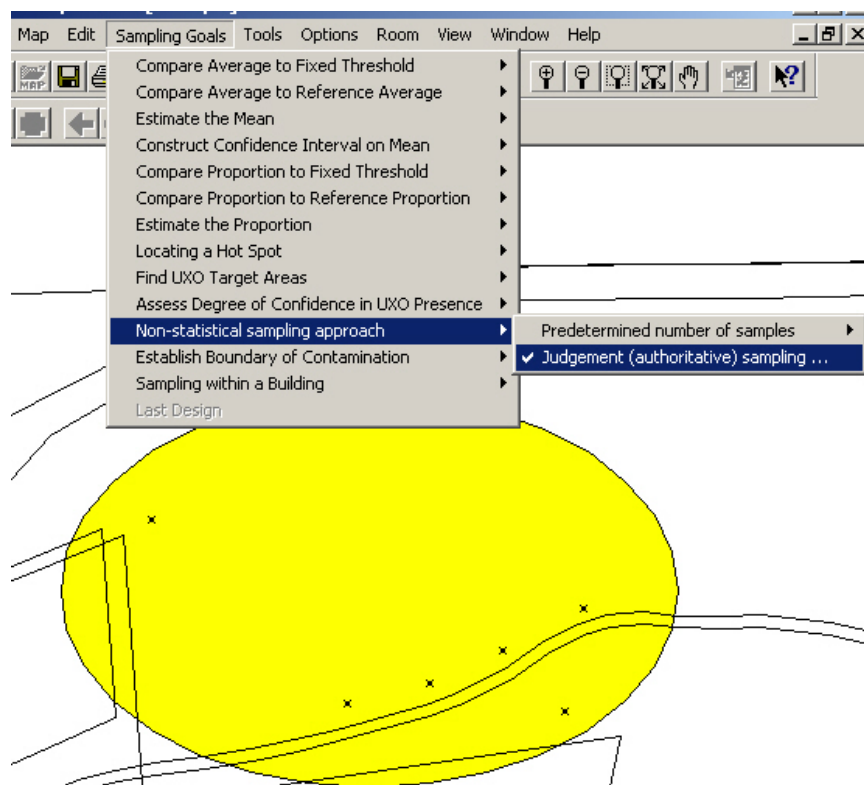 Map Edit Sampling Goals Tools Options Room View Window Help
MAP
Compare Average to Fixed Threshold
Compare Average to Reference Average
Estimate the Mean
Construct Confidence Interval on Mean
Compare Proportion to Fixed Threshold
Compare Proportion to Reference Proportion
Estimate the Proportion
Locating a Hot Spot
Find UXO Target Areas
Assess Degree of Confidence in UXO Presence
Non-statistical sampling approach
Predetermined number of samples
Establish Boundary of Contamination
Judgement (authoritative) sampling ...
Sampling within a Building
Last Design